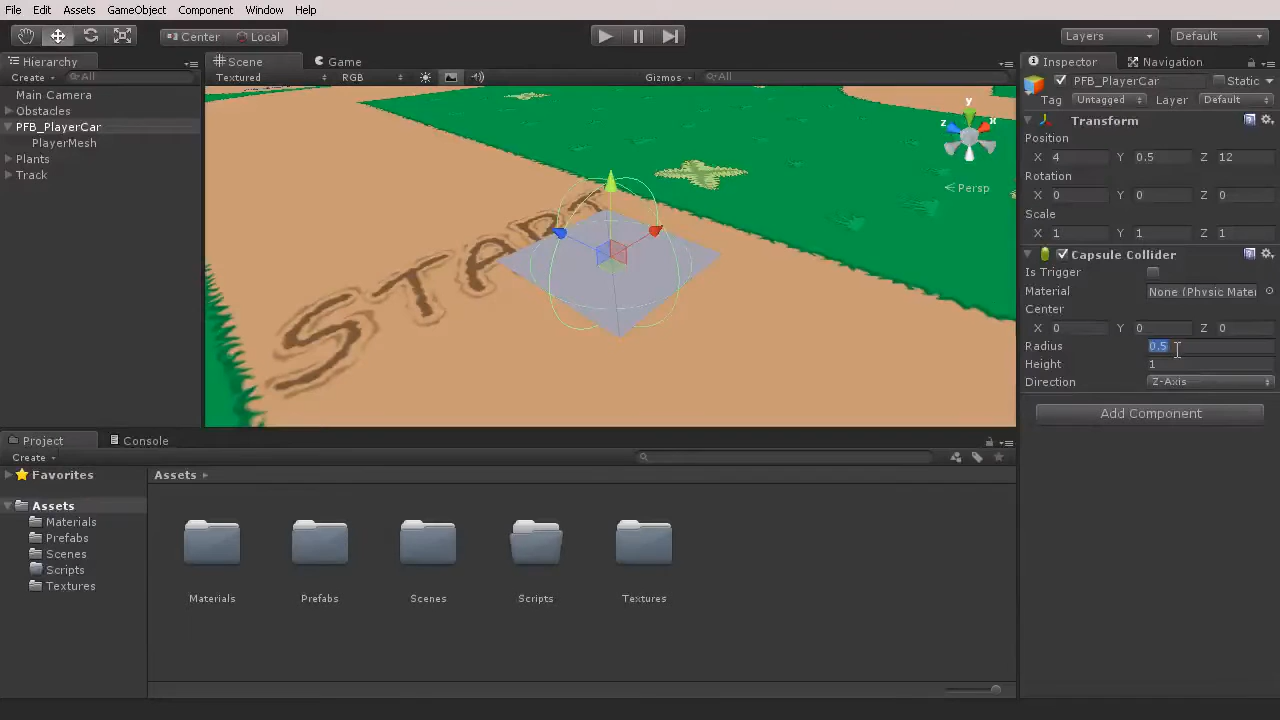 File Edit Assets GameObject Component Window Help
Center Local Layers Default
Hierarchy
Create All
Main Camera
Obstacles
PFB_PlayerCar
PlayerMesh
Plants
Track
Scene Game
Textured RGB Gizmos All
y
z x
Persp
START
Inspector Navigation
PFB_PlayerCar Static
Tag Untagged Layer Default
Transform
Position
X 4 Y 0.5 Z 12
Rotation
X 0 Y 0 Z 0
Scale
X 1 Y 1 Z 1
Capsule Collider
Is Trigger
Material None (Physic Mater
Center
X 0 Y 0 Z 0
Radius 0.5
Height 1
Direction Z-Axis
Add Component
Project Console
Create
Favorites
Assets
Materials
Prefabs
Scenes
Scripts
Textures
Assets
Materials Prefabs Scenes Scripts Textures